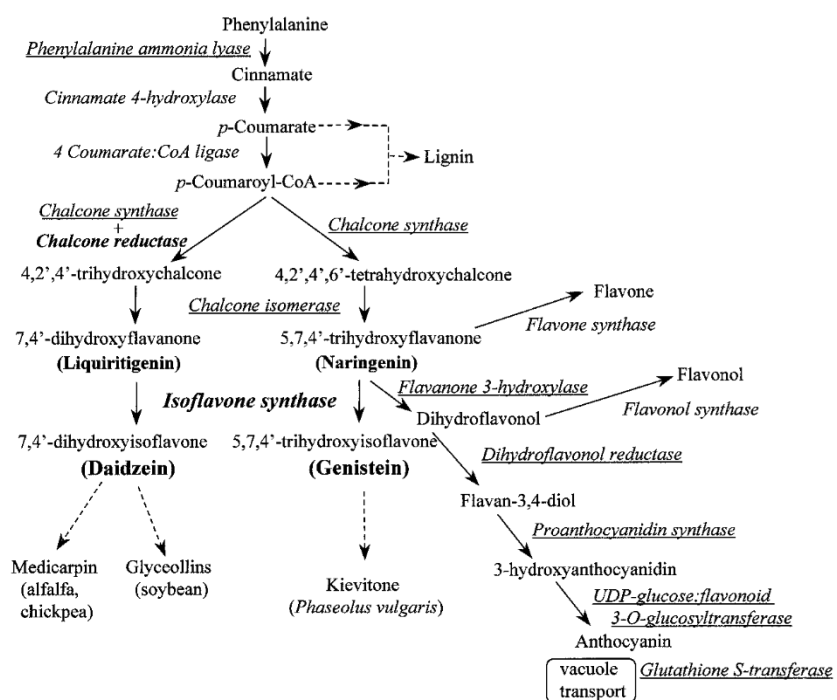 Phenylalanine
Phenylalanine ammonia lyase
Cinnamate
Cinnamate 4-hydroxylase
p-Coumarate
4 Coumarate:CoA ligase
Lignin
p-Coumaroyl-CoA
Chalcone synthase
+
Chalcone reductase
Chalcone synthase
4,2’,4’-trihydroxychalcone
4,2’,4’,6’-tetrahydroxychalcone
Chalcone isomerase
Flavone
Flavone synthase
7,4’-dihydroxyflavanone
(Liquiritigenin)
5,7,4’-trihydroxyflavanone
(Naringenin)
Flavanone 3-hydroxylase
Flavonol
Isoflavone synthase
Dihydroflavonol
Flavonol synthase
7,4’-dihydroxyisoflavone
(Daidzein)
5,7,4’-trihydroxyisoflavone
(Genistein)
Dihydroflavonol reductase
Flavan-3,4-diol
Proanthocyanidin synthase
Medicarpin
(alfalfa,
chickpea)
Glyceollins
(soybean)
Kievitone
(Phaseolus vulgaris)
3-hydroxyanthocyanidin
UDP-glucose:flavonoid
3-O-glucosyltransferase
Anthocyanin
vacuole
transport
Glutathione S-transferase